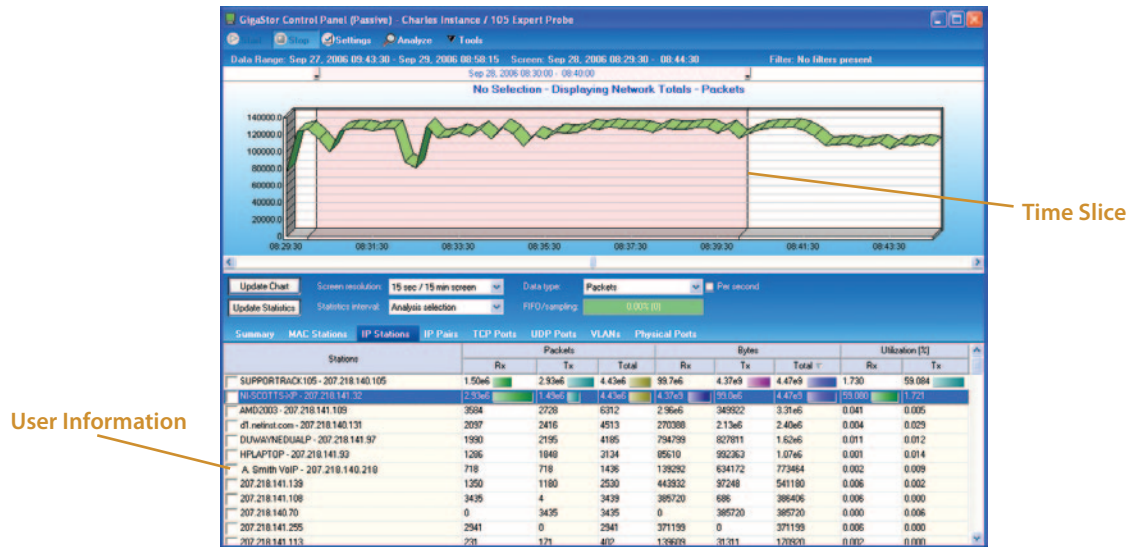 GigaStor Control Panel (Passive) - Charles Instance / 105 Expert Probe
Start Stop Settings Analyze Tools
Data Range: Sep 27, 2006 09:43:30 - Sep 29, 2006 08:58:15 Screen: Sep 28, 2006 08:29:30 - 08:44:30 Filter: No filters present
Sep 28, 2006 08:30:00 - 08:40:00
No Selection - Displaying Network Totals - Packets
140000.0
120000.0
100000.0
80000.0
60000.0
40000.0
20000.0
0
08:29:30 08:31:30 08:33:30 08:35:30 08:37:30 08:39:30 08:41:30 08:43:30
Time Slice
Update Chart Screen resolution: 15 sec / 15 min screen Data type: Packets Per second
Update Statistics Statistics interval: Analysis selection FIFO/sampling: 0.00% (0)
Summary MAC Stations IP Stations IP Pairs TCP Ports UDP Ports VLANs Physical Ports
Stations Packets Bytes Utilization [%]
Rx Tx Total Rx Tx Total Rx Tx
SUPPORTRACK105 - 207.218.140.105 1.50e6 2.93e6 4.43e6 99.7e6 4.37e9 4.47e9 1.730 59.084
NI-SCOTTS-XP - 207.218.141.32 2.93e6 1.49e6 4.43e6 4.37e9 99.0e6 4.47e9 59.080 1.721
AMD2003 - 207.218.141.109 3584 2728 6312 2.96e6 349922 3.31e6 0.041 0.005
d1.netinst.com - 207.218.140.131 2097 2416 4513 270388 2.13e6 2.40e6 0.004 0.029
DUWAYNEDUALP - 207.218.141.97 1990 2195 4185 794799 827811 1.62e6 0.011 0.012
HPLAPTOP - 207.218.141.93 1286 1848 3134 85610 992363 1.07e6 0.001 0.014
User Information
A. Smith VoIP - 207.218.140.218 718 718 1436 139292 634172 773464 0.002 0.009
207.218.141.139 1350 1180 2530 443932 97248 541180 0.006 0.002
207.218.141.108 3435 4 3439 385720 686 386406 0.006 0.000
207.218.140.70 0 3435 3435 0 385720 385720 0.000 0.006
207.218.141.255 2941 0 2941 371199 0 371199 0.006 0.000
207.218.141.113 231 171 402 139609 31311 170920 0.002 0.000